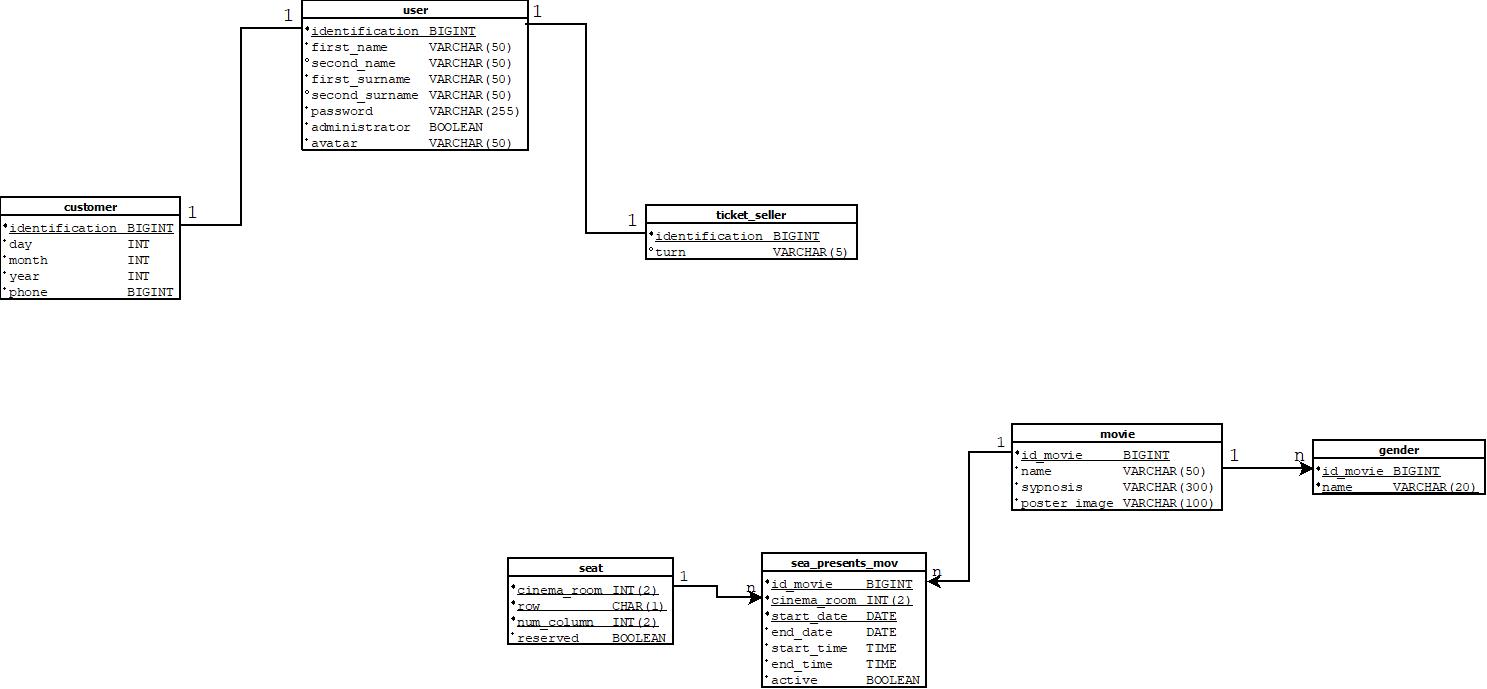 user
1
1
identification BIGINT
first_name VARCHAR(50)
second_name VARCHAR(50)
first_surname VARCHAR(50)
second_surname VARCHAR(50)
password VARCHAR(255)
administrator BOOLEAN
avatar VARCHAR(50)
customer
1
identification BIGINT
day INT
month INT
year INT
phone BIGINT
ticket_seller
1
identification BIGINT
turn VARCHAR(5)
movie
1
1
id_movie BIGINT
name VARCHAR(50)
sypnosis VARCHAR(300)
poster_image VARCHAR(100)
gender
n
id_movie BIGINT
name VARCHAR(20)
seat
1
cinema_room INT(2)
row CHAR(1)
num_column INT(2)
reserved BOOLEAN
sea_presents_mov
n
n
id_movie BIGINT
cinema_room INT(2)
start_date DATE
end_date DATE
start_time TIME
end_time TIME
active BOOLEAN